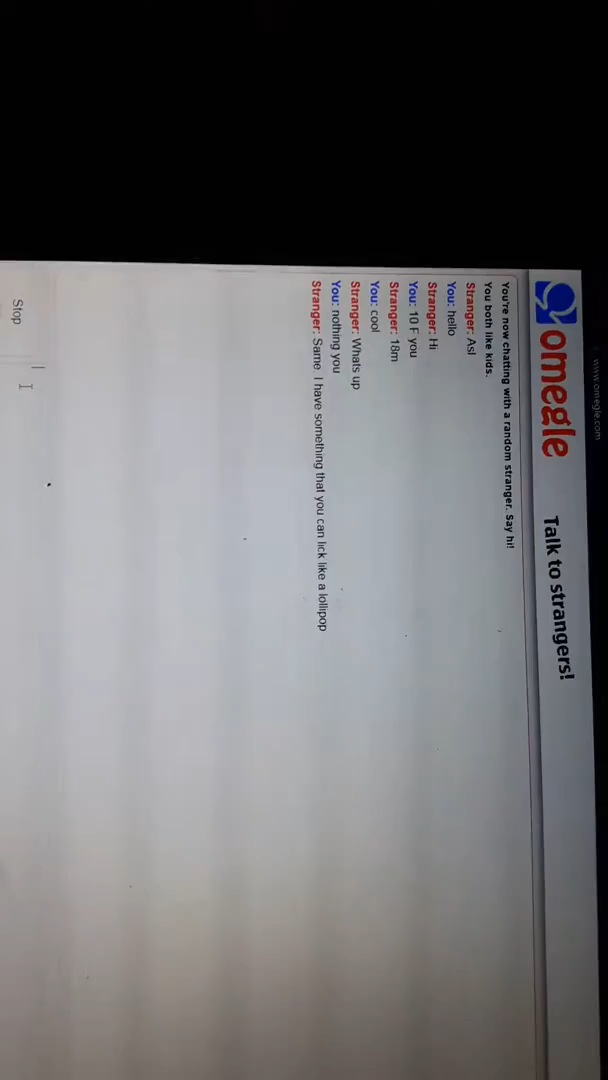 www.omegle.com
omegle
Talk to strangers!
You're now chatting with a random stranger. Say hi!
You both like kids.
Stranger: Asl
You: hello
Stranger: Hi
You: 10 F you
Stranger: 18m
You: cool
Stranger: Whats up
You: nothing you
Stranger: Same. I have something that you can lick like a lollipop
Stop